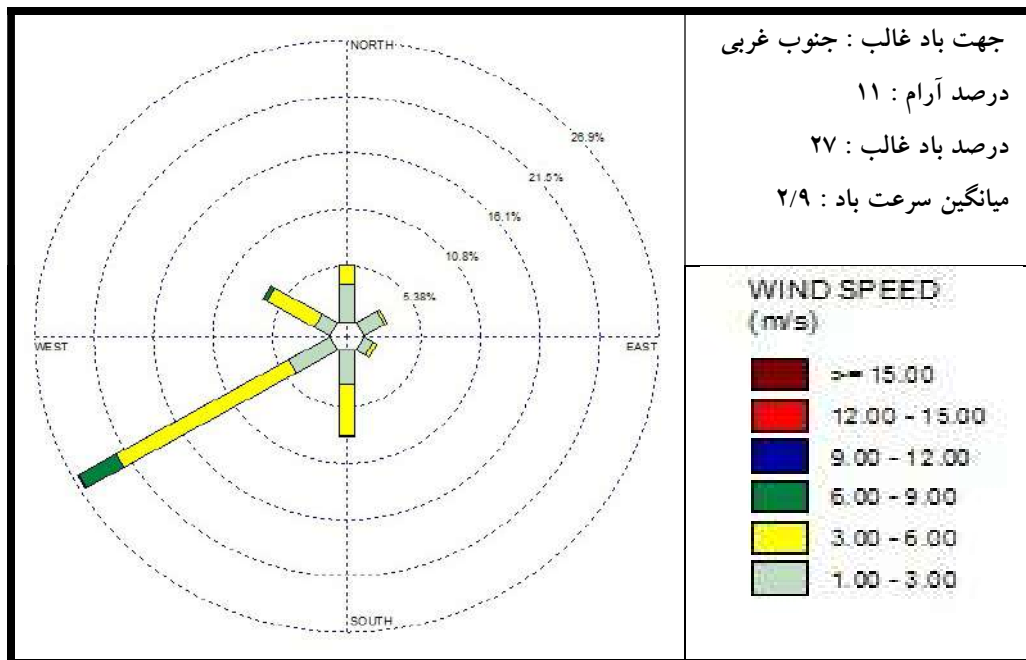 NORTH
26.9%
21.5%
16.1%
10.8%
5.38%
WEST
EAST
SOUTH
جهت باد غالب : جنوب غربی
درصد آرام : ۱۱
درصد باد غالب : ۲۷
میانگین سرعت باد : ۲/۹
WIND SPEED
(m/s)
>= 15.00
12.00 - 15.00
9.00 - 12.00
6.00 - 9.00
3.00 - 6.00
1.00 - 3.00